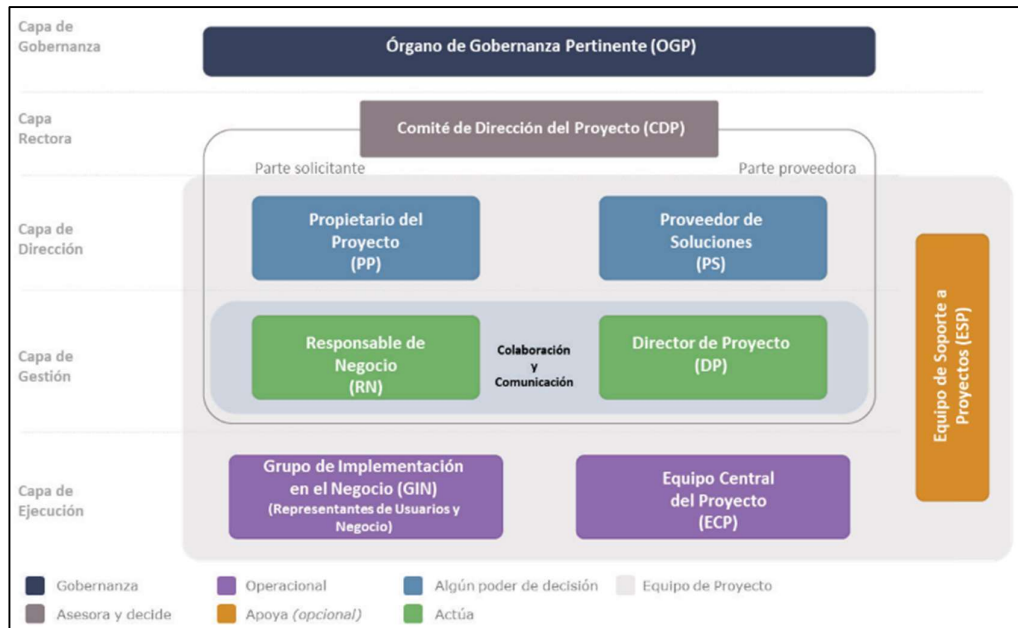 Capa de
Gobernanza
Órgano de Gobernanza Pertinente (OGP)
Capa
Rectora
Comité de Dirección del Proyecto (CDP)
Parte solicitante
Parte proveedora
Capa de
Dirección
Propietario del
Proyecto
(PP)
Proveedor de
Soluciones
(PS)
Equipo de Soporte a
Proyectos (ESP)
Capa de
Gestión
Responsable de
Negocio
(RN)
Colaboración
y
Comunicación
Director de Proyecto
(DP)
Capa de
Ejecución
Grupo de Implementación
en el Negocio (GIN)
(Representantes de Usuarios y
Negocio)
Equipo Central
del Proyecto
(ECP)
Gobernanza
Operacional
Algún poder de decisión
Equipo de Proyecto
Asesora y decide
Apoya (opcional)
Actúa